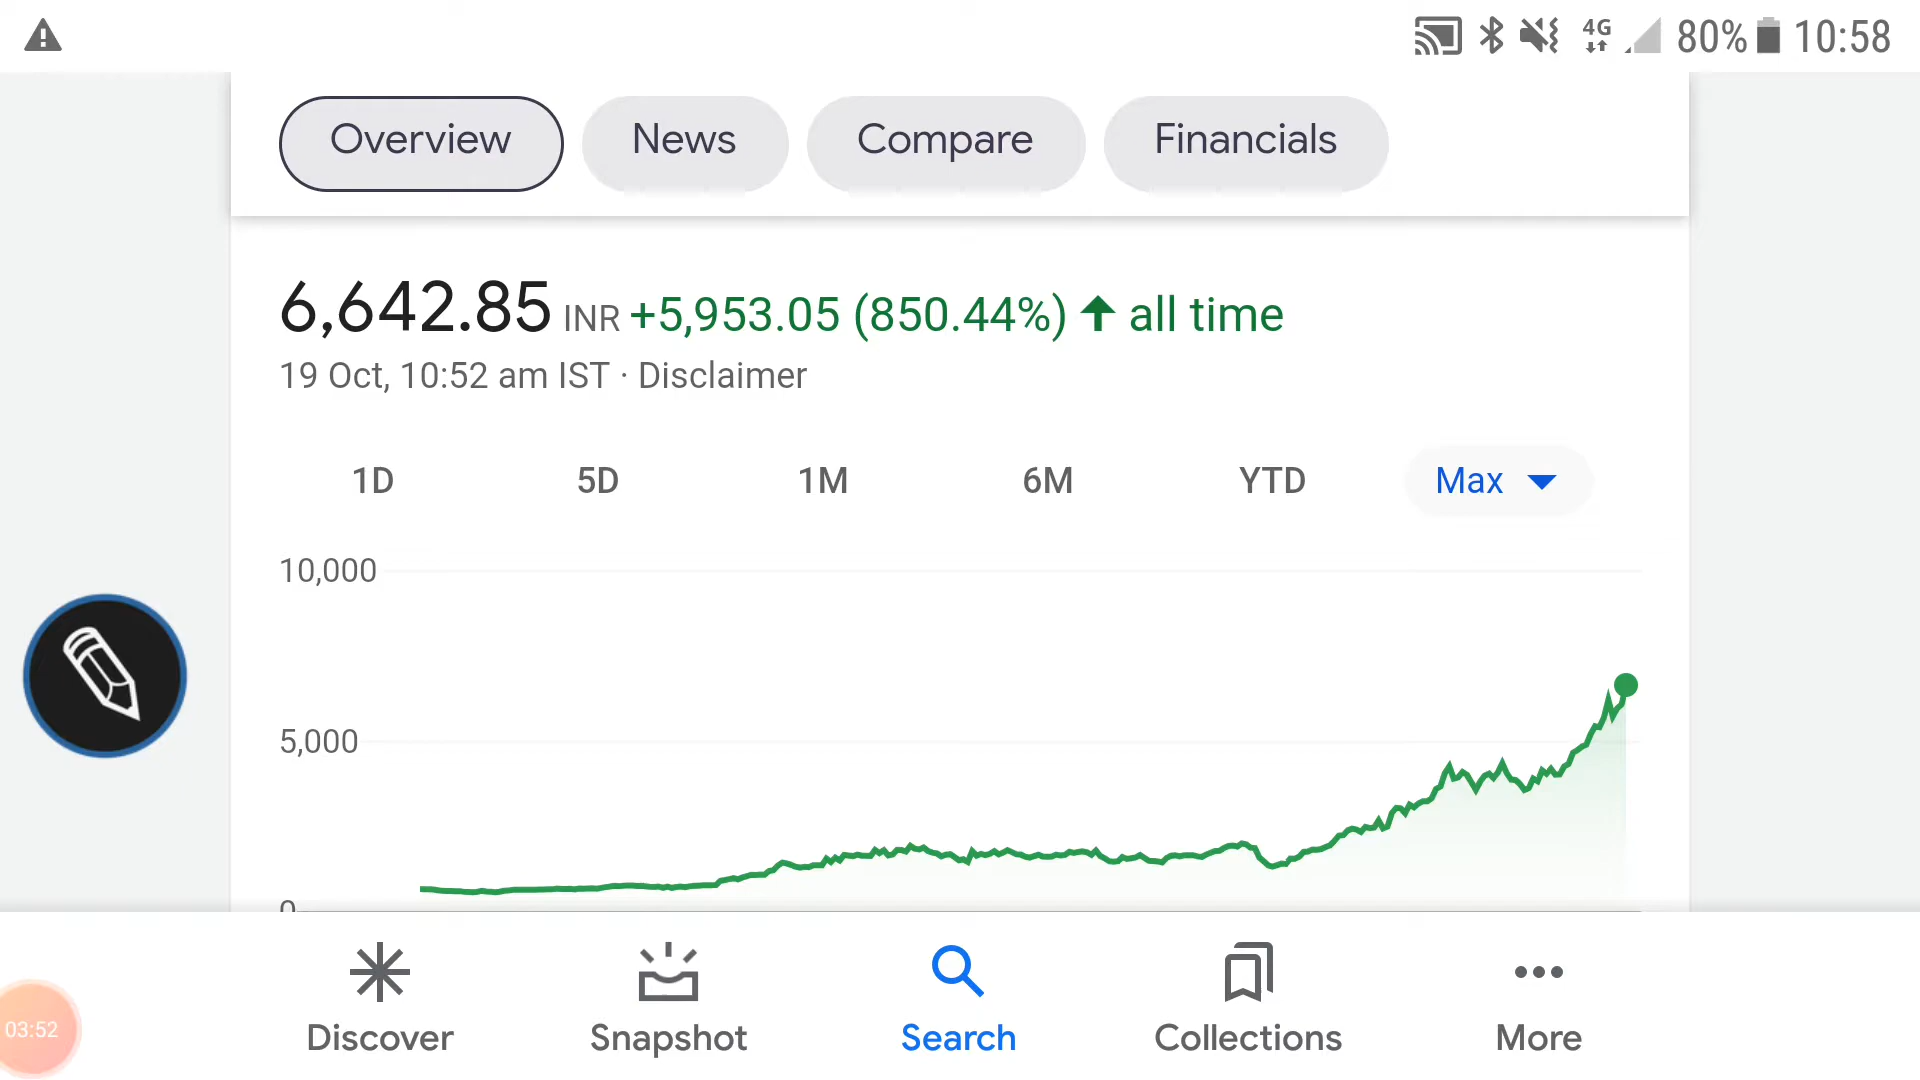 4G 80% 10:58
Overview News Compare Financials
6,642.85 INR +5,953.05 (850.44%) all time
19 Oct, 10:52 am IST · Disclaimer
1D 5D 1M 6M YTD Max
10,000
5,000
0
Discover Snapshot Search Collections More
03:52